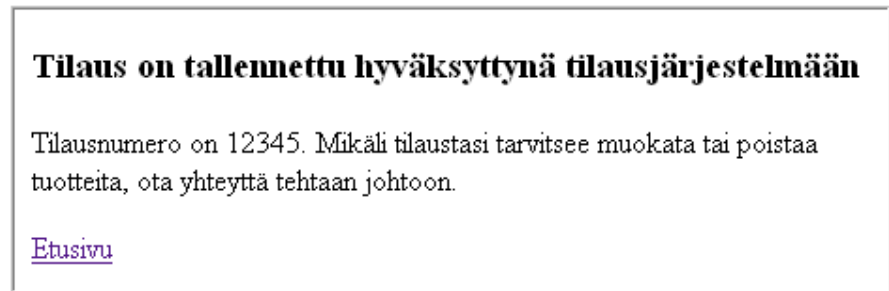 Tilaus on tallennettu hyväksyttynä tilausjärjestelmään
Tilausnumero on 12345. Mikäli tilaustasi tarvitsee muokata tai poistaa
tuotteita, ota yhteyttä tehtaan johtoon.
Etusivu